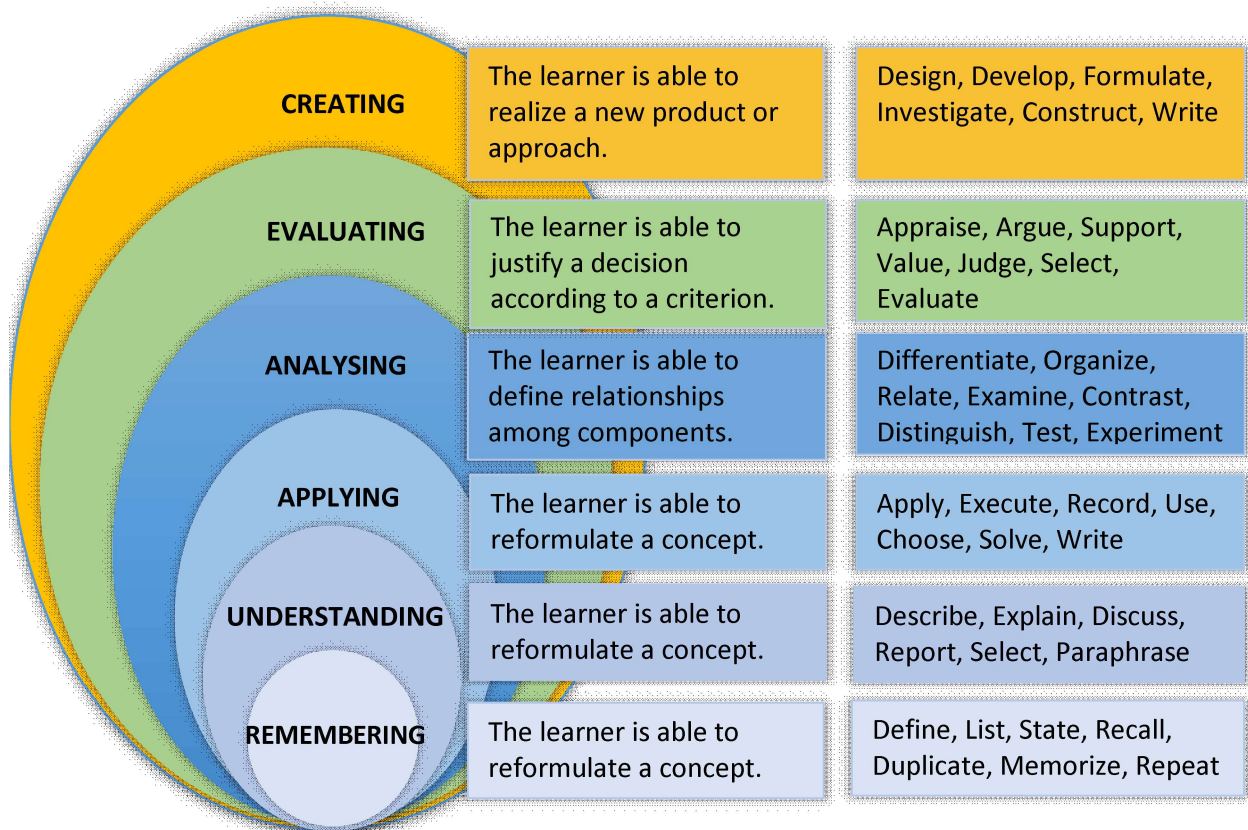 CREATING
The learner is able to
realize a new product or
approach.
Design, Develop, Formulate,
Investigate, Construct, Write
EVALUATING
The learner is able to
justify a decision
according to a criterion.
Appraise, Argue, Support,
Value, Judge, Select,
Evaluate
ANALYSING
The learner is able to
define relationships
among components.
Differentiate, Organize,
Relate, Examine, Contrast,
Distinguish, Test, Experiment
APPLYING
The learner is able to
reformulate a concept.
Apply, Execute, Record, Use,
Choose, Solve, Write
UNDERSTANDING
The learner is able to
reformulate a concept.
Describe, Explain, Discuss,
Report, Select, Paraphrase
REMEMBERING
The learner is able to
reformulate a concept.
Define, List, State, Recall,
Duplicate, Memorize, Repeat